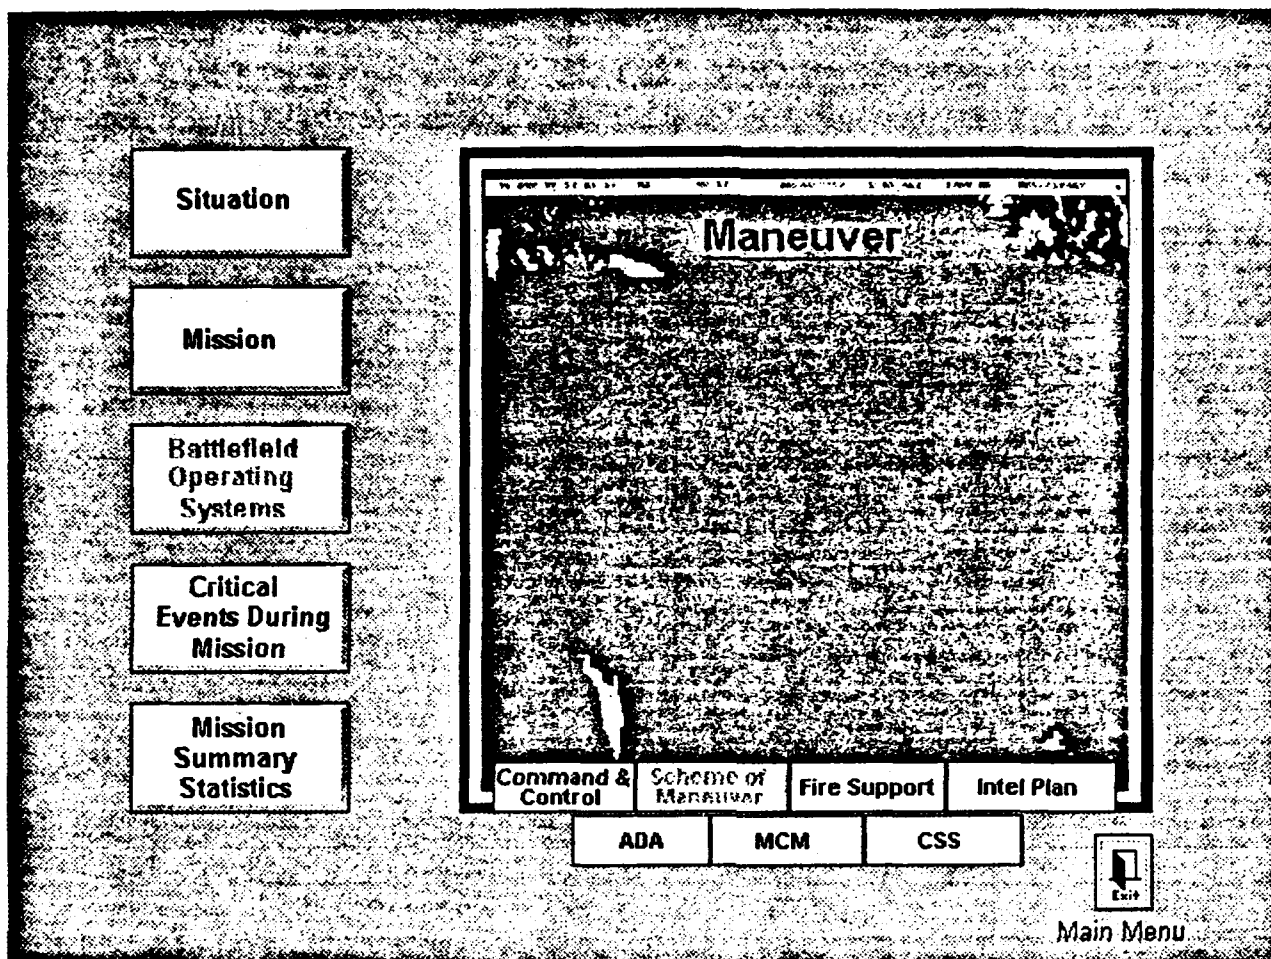 Situation
Mission
Battlefield
Operating
Systems
Critical
Events During
Mission
Mission
Summary
Statistics
Maneuver
Command &
Control
Scheme of
Maneuver
Fire Support
Intel Plan
ADA
MCM
CSS
Exit
Main Menu